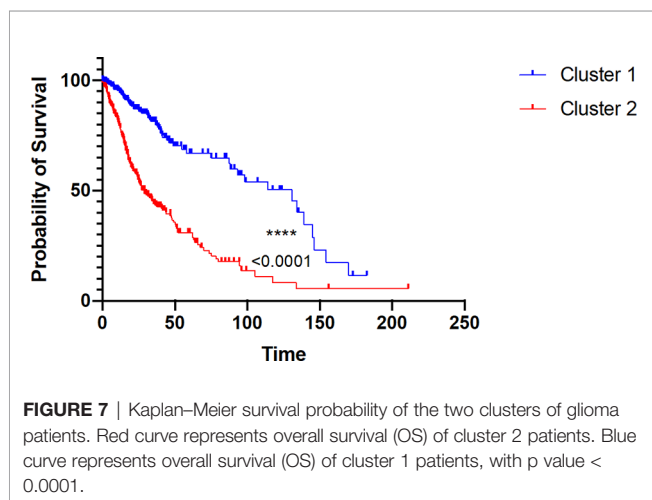 Cluster 1
Cluster 2
Probability of Survival
100
50
0
****
<0.0001
0 50 100 150 200 250
Time
FIGURE 7 | Kaplan–Meier survival probability of the two clusters of glioma
patients. Red curve represents overall survival (OS) of cluster 2 patients. Blue
curve represents overall survival (OS) of cluster 1 patients, with p value <
0.0001.